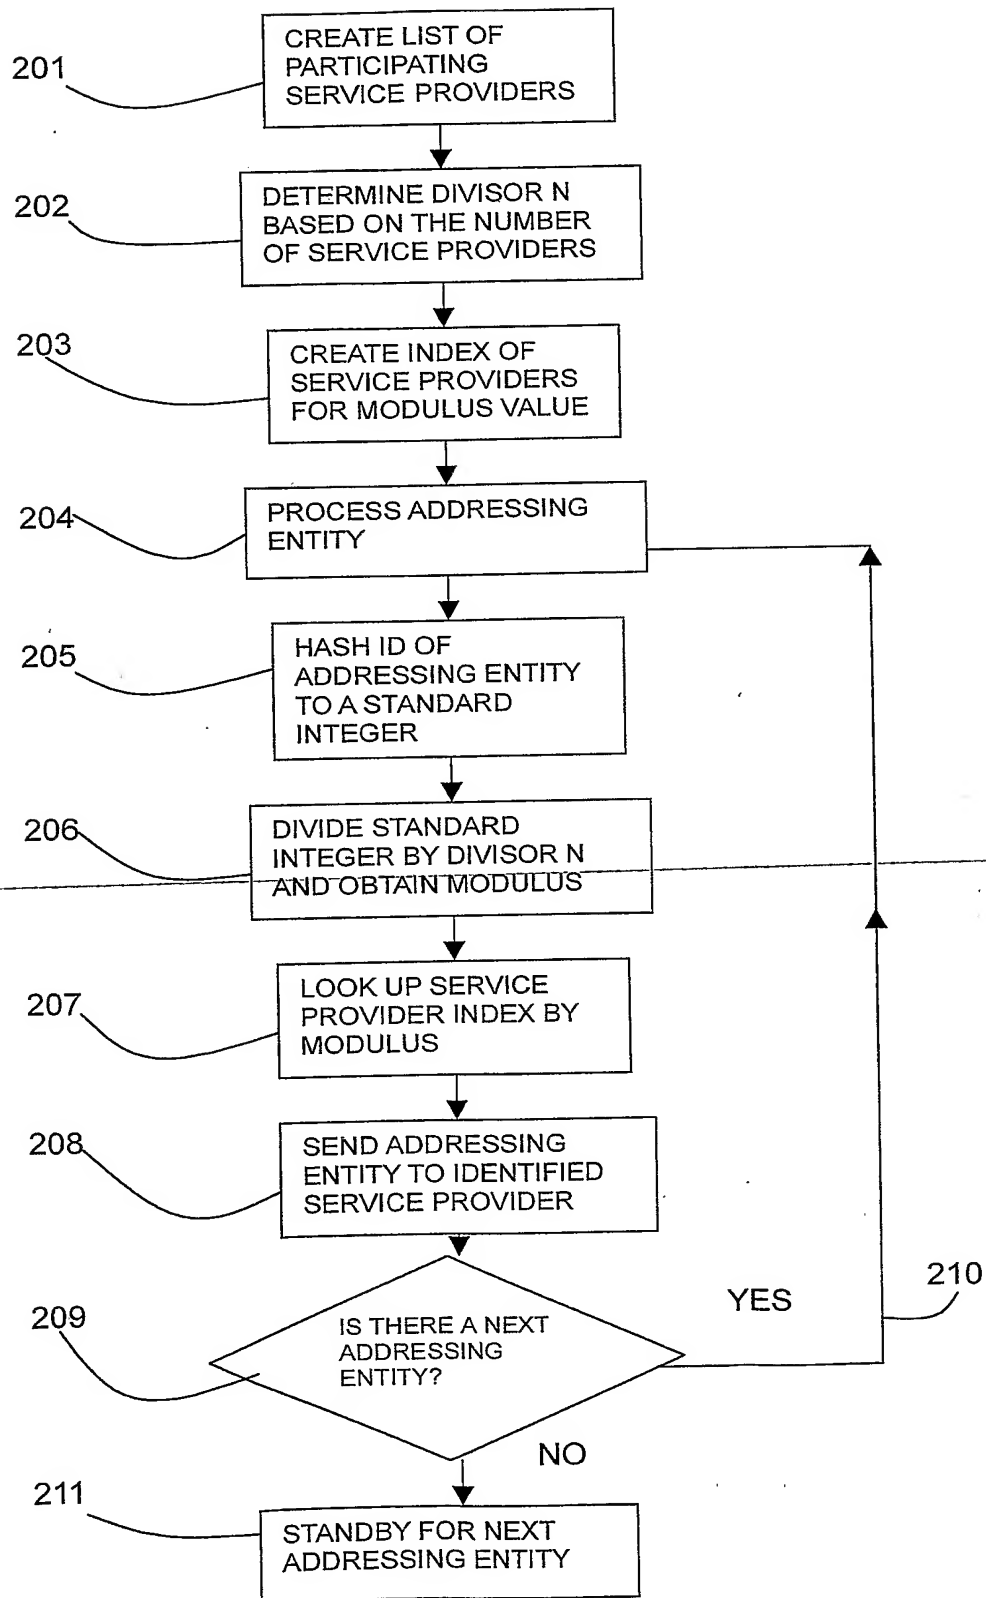 201
CREATE LIST OF
PARTICIPATING
SERVICE PROVIDERS
202
DETERMINE DIVISOR N
BASED ON THE NUMBER
OF SERVICE PROVIDERS
203
CREATE INDEX OF
SERVICE PROVIDERS
FOR MODULUS VALUE
204
PROCESS ADDRESSING
ENTITY
205
HASH ID OF
ADDRESSING ENTITY
TO A STANDARD
INTEGER
206
DIVIDE STANDARD
INTEGER BY DIVISOR N
AND OBTAIN MODULUS
207
LOOK UP SERVICE
PROVIDER INDEX BY
MODULUS
208
SEND ADDRESSING
ENTITY TO IDENTIFIED
SERVICE PROVIDER
209
IS THERE A NEXT
ADDRESSING
ENTITY?
YES
210
NO
211
STANDBY FOR NEXT
ADDRESSING ENTITY